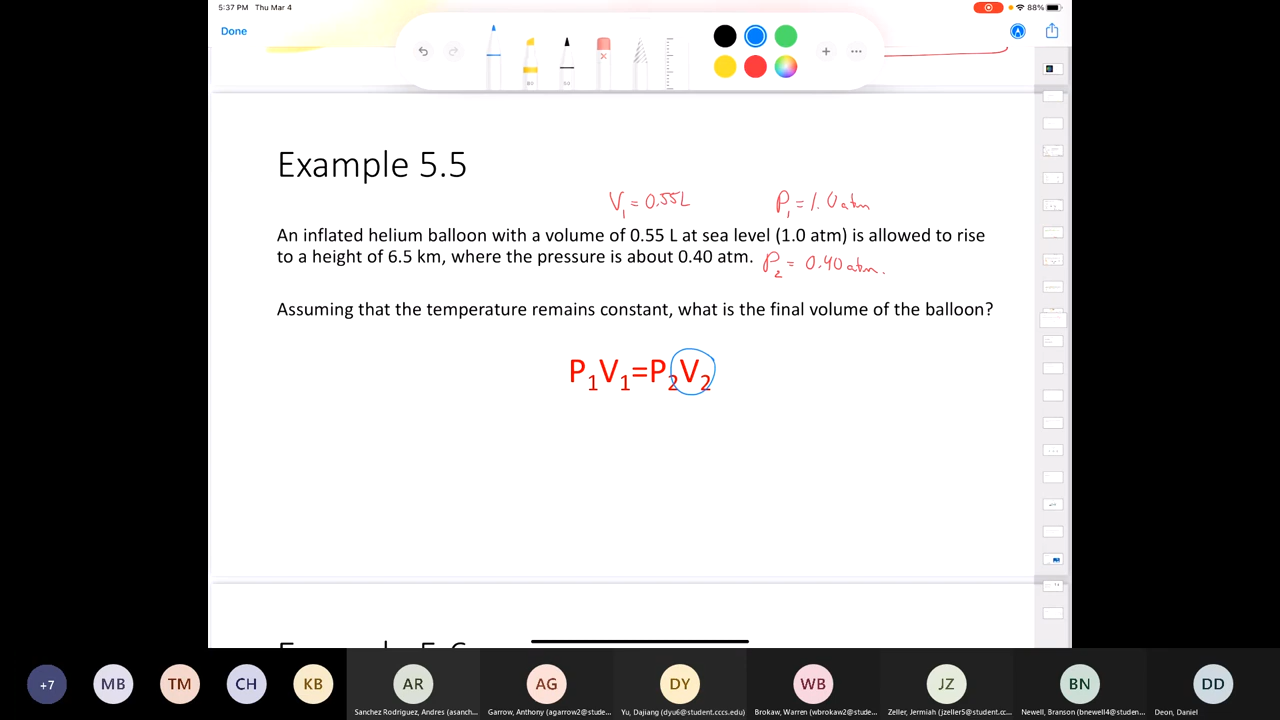 5:37 PM Thu Mar 4
88%
Done
Example 5.5
V₁ = 0.55L P₁ = 1.0 atm
An inflated helium balloon with a volume of 0.55 L at sea level (1.0 atm) is allowed to rise
to a height of 6.5 km, where the pressure is about 0.40 atm. P₂ = 0.40 atm.
Assuming that the temperature remains constant, what is the final volume of the balloon?
P₁V₁=P₂V₂
+7 MB TM CH KB AR AG DY WB JZ BN DD
Sanchez Rodriguez, Andres (asanch... Garrow, Anthony (agarrow2@stude... Yu, Dajiang (dyu6@student.cccs.edu) Brokaw, Warren (wbrokaw2@stude... Zeller, Jermiah (jzeller5@student.cc... Newell, Branson (bnewell4@studen... Deon, Daniel